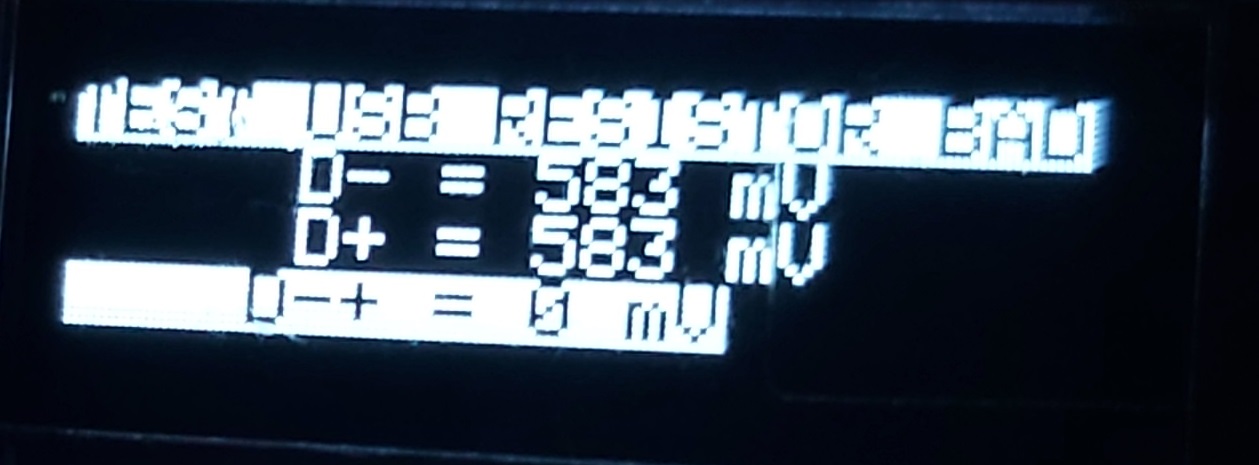 USB RESISTOR BAD
D- = 583 mV
D+ = 583 mV
D-+ = 0 mV